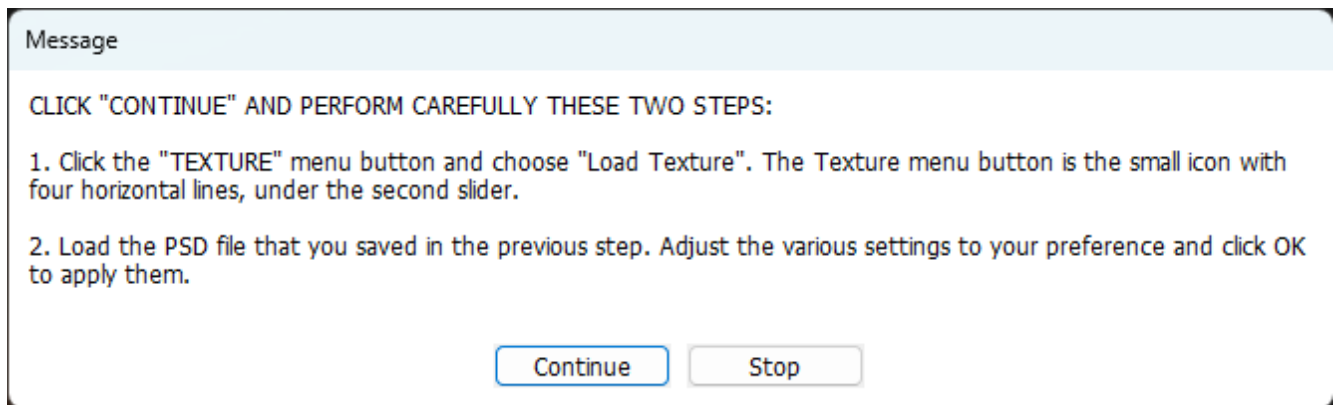 Message
CLICK "CONTINUE" AND PERFORM CAREFULLY THESE TWO STEPS:
1. Click the "TEXTURE" menu button and choose "Load Texture". The Texture menu button is the small icon with
four horizontal lines, under the second slider.
2. Load the PSD file that you saved in the previous step. Adjust the various settings to your preference and click OK
to apply them.
Continue Stop